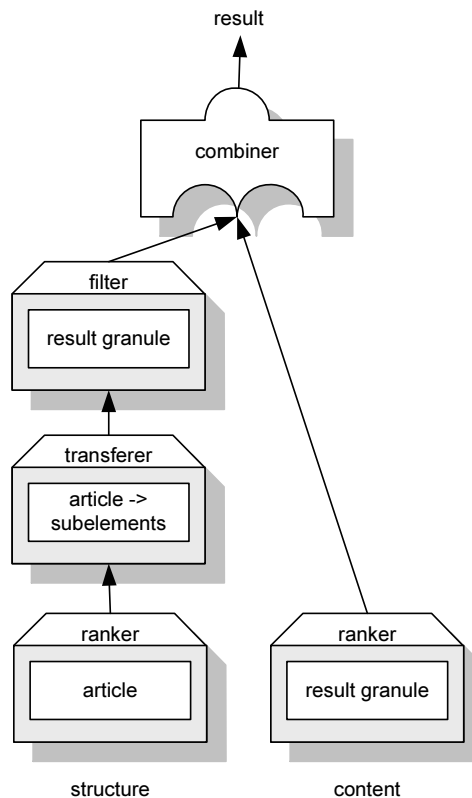 result
combiner
filter
result granule
transferer
article ->
subelements
ranker
article
ranker
result granule
structure
content